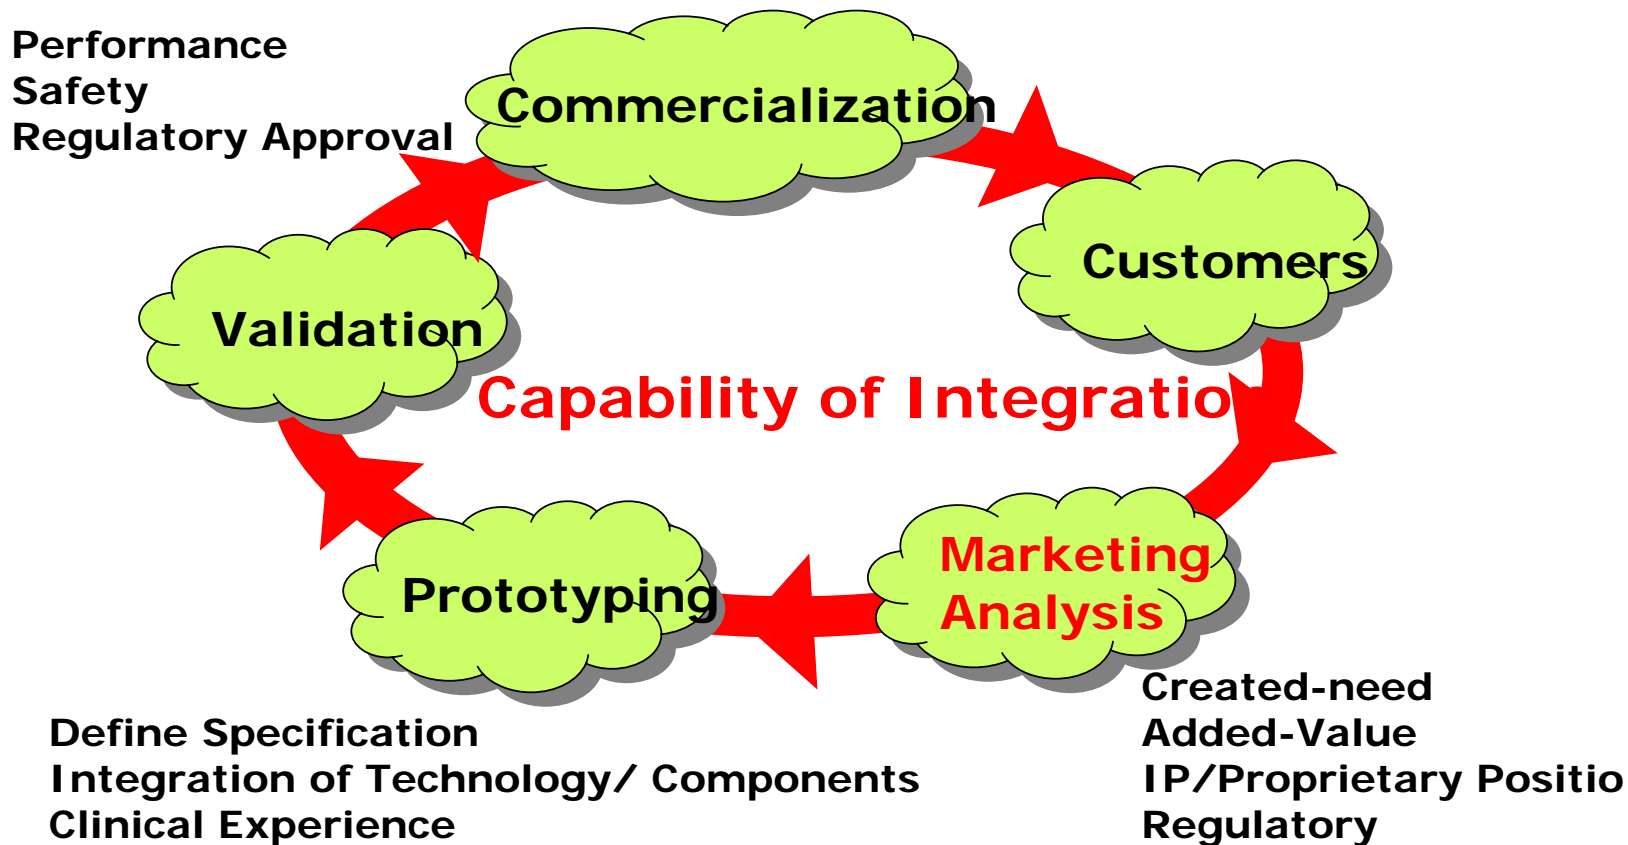 Performance
Safety
Regulatory Approval
Commercialization
Customers
Validation
Capability of Integratio
Marketing
Analysis
Prototyping
Created-need
Added-Value
IP/Proprietary Positio
Regulatory
Define Specification
Integration of Technology/ Components
Clinical Experience